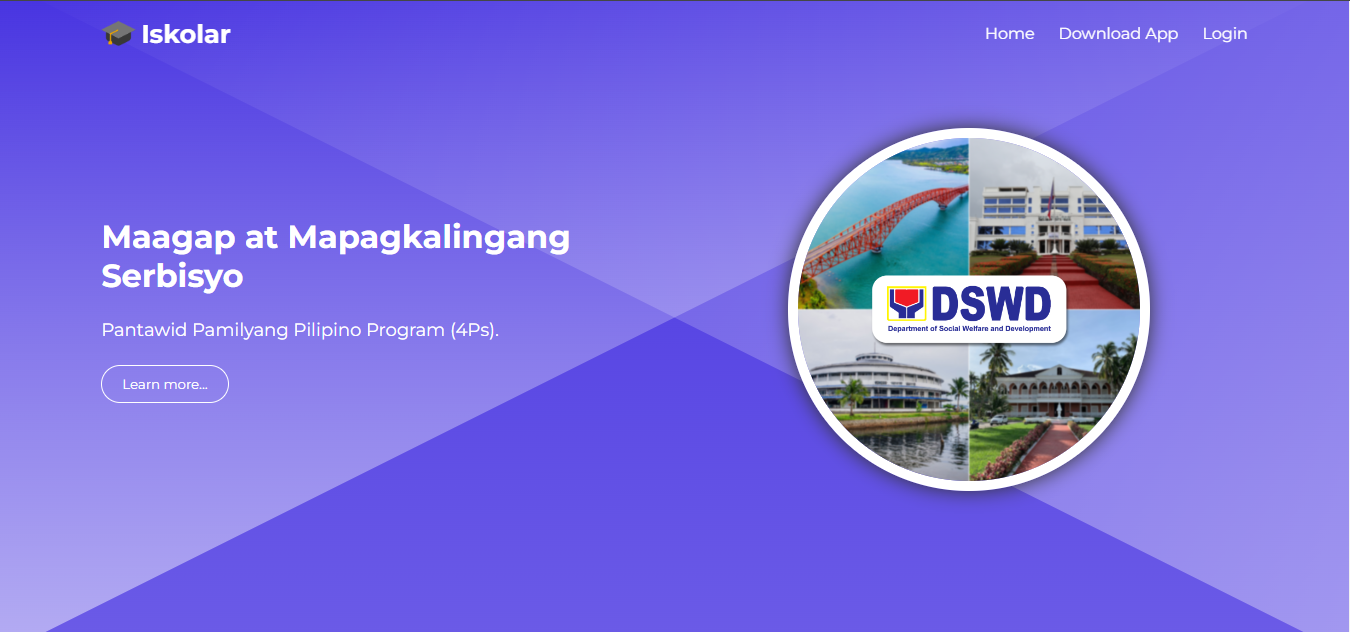 Iskolar
Home
Download App
Login
Maagap at Mapagkalingang
Serbisyo
Pantawid Pamilyang Pilipino Program (4Ps).
Learn more...
DSWD
Department of Social Welfare and Development